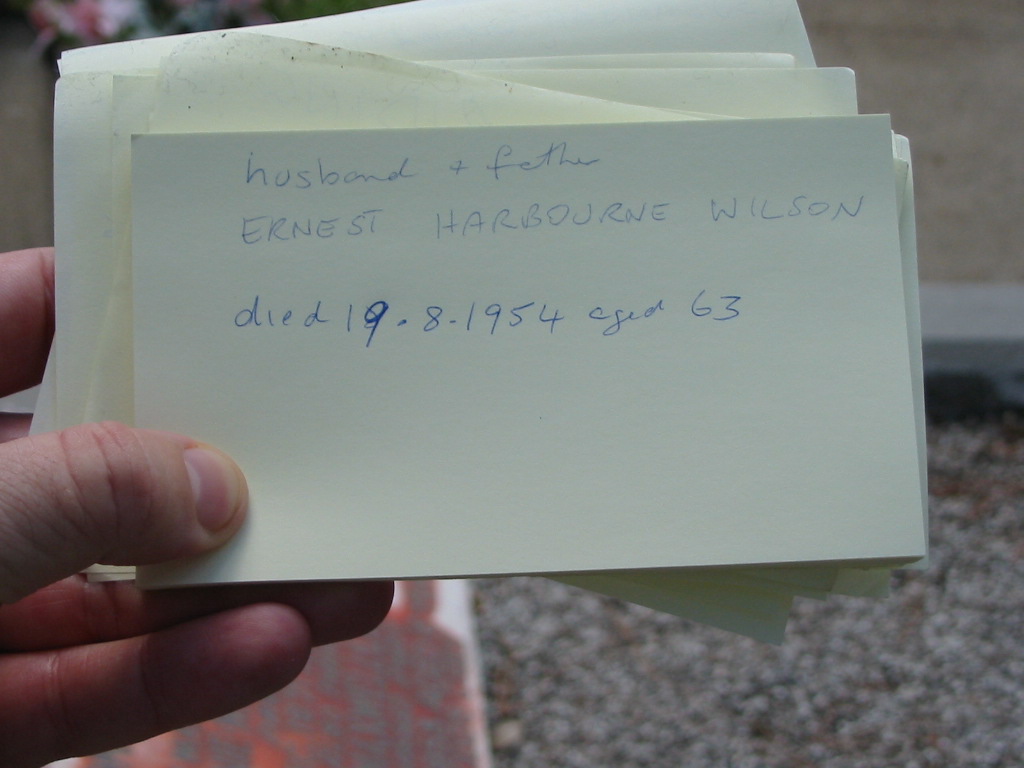 husband + father
ERNEST HARBOURNE WILSON
died 19.8.1954 aged 63